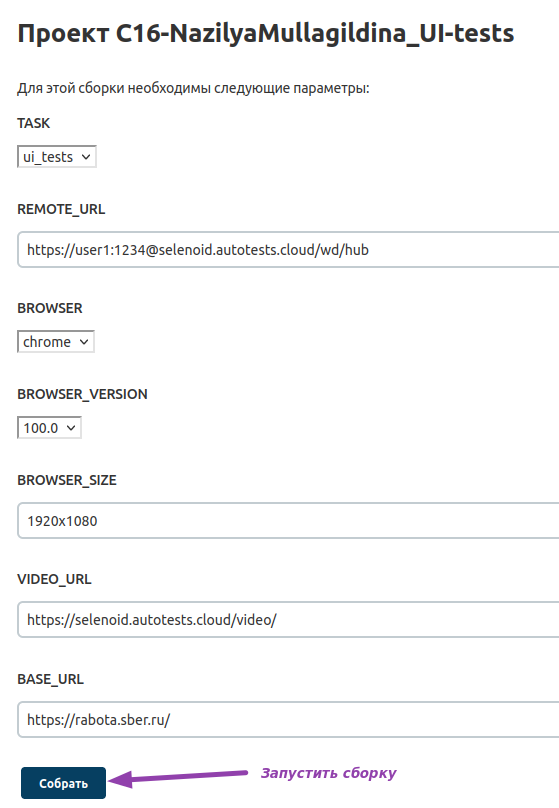 Проект C16-NazilyaMullagildina_UI-tests
Для этой сборки необходимы следующие параметры:
TASK
ui_tests
REMOTE_URL
https://user1:1234@selenoid.autotests.cloud/wd/hub
BROWSER
chrome
BROWSER_VERSION
100.0
BROWSER_SIZE
1920x1080
VIDEO_URL
https://selenoid.autotests.cloud/video/
BASE_URL
https://rabota.sber.ru/
Собрать Запустить сборку